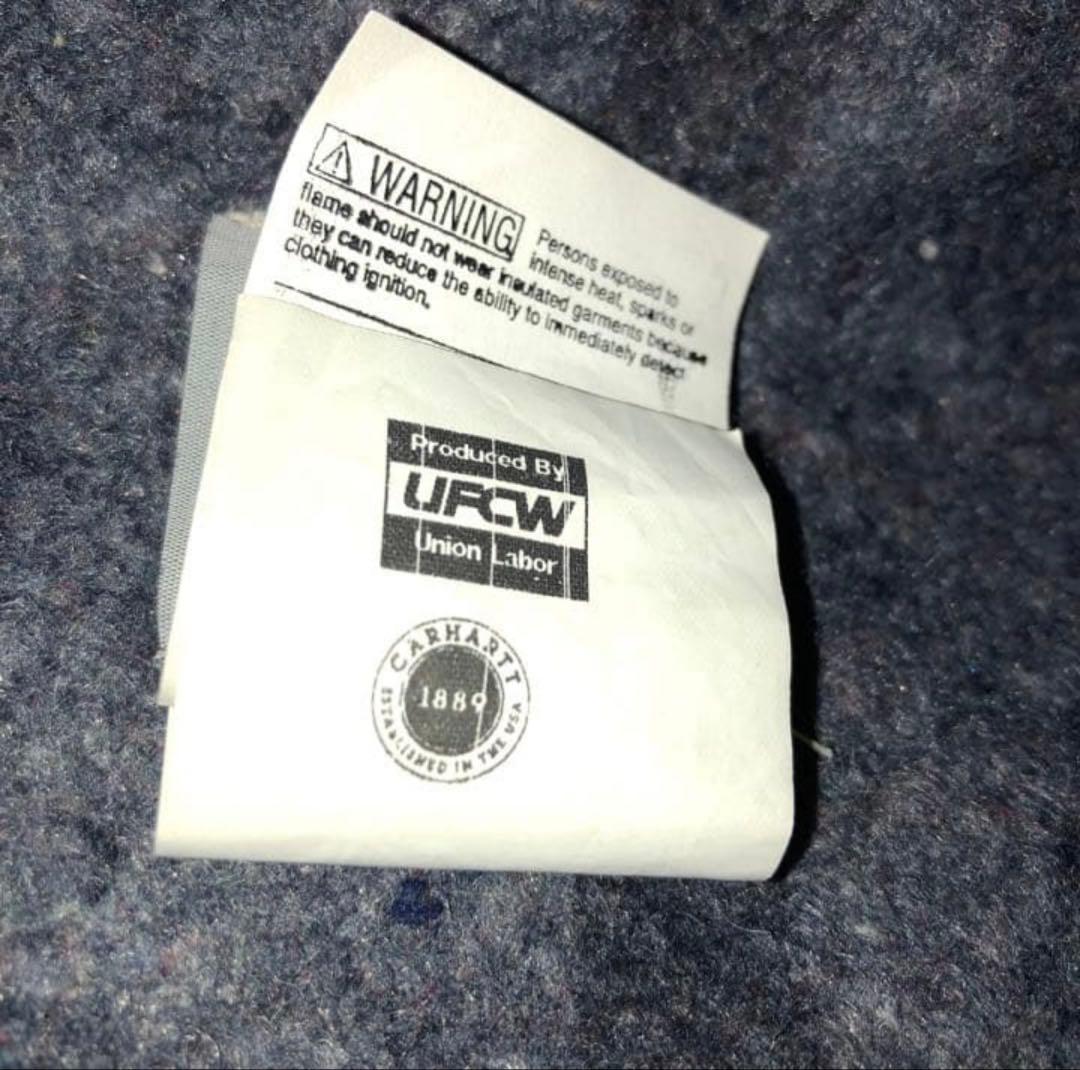 ⚠ WARNING Persons exposed to
intense heat, sparks or
flame should not wear insulated garments because
they can reduce the ability to immediately detect
clothing ignition.
Produced By
UFCW
Union Labor
CARHARTT
1889
ESTABLISHED IN THE USA